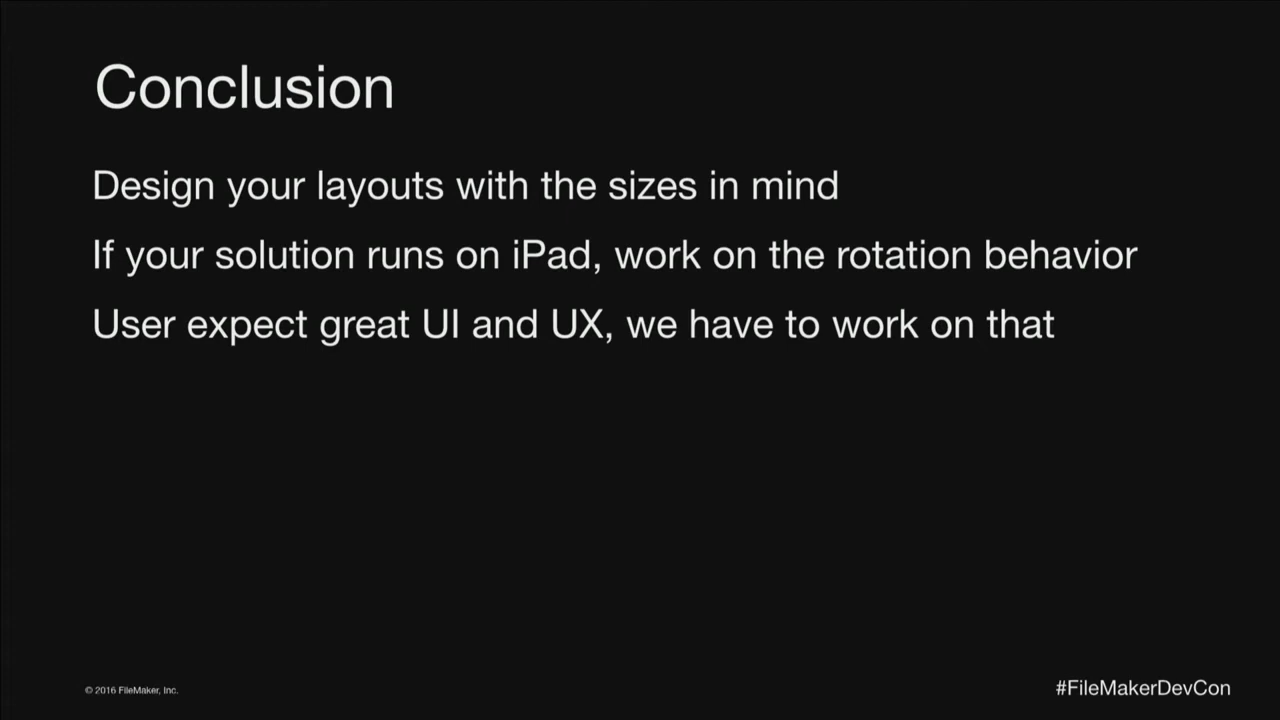 Conclusion
Design your layouts with the sizes in mind
If your solution runs on iPad, work on the rotation behavior
User expect great UI and UX, we have to work on that
© 2016 FileMaker, Inc.
#FileMakerDevCon